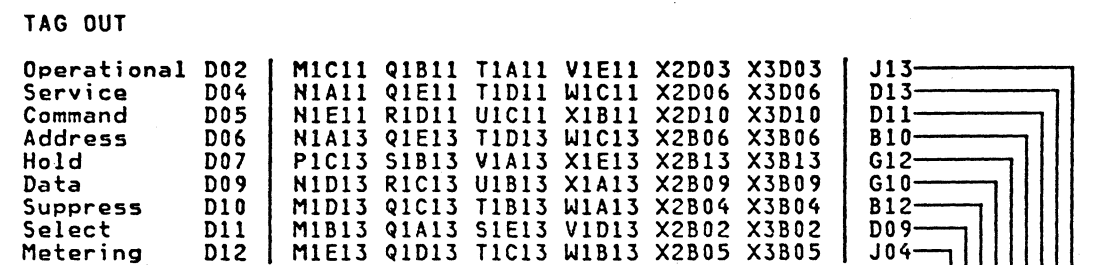 TAG OUT
Operational D02 M1C11 Q1B11 T1A11 V1E11 X2D03 X3D03 J13
Service D04 N1A11 Q1E11 T1D11 W1C11 X2D06 X3D06 D13
Command D05 N1E11 R1D11 U1C11 X1B11 X2D10 X3D10 D11
Address D06 N1A13 Q1E13 T1D13 W1C13 X2B06 X3B06 B10
Hold D07 P1C13 S1B13 V1A13 X1E13 X2B13 X3B13 G12
Data D09 N1D13 R1C13 U1B13 X1A13 X2B09 X3B09 G10
Suppress D10 M1D13 Q1C13 T1B13 W1A13 X2B04 X3B04 B12
Select D11 M1B13 Q1A13 S1E13 V1D13 X2B02 X3B02 D09
Metering D12 M1E13 Q1D13 T1C13 W1B13 X2B05 X3B05 J04